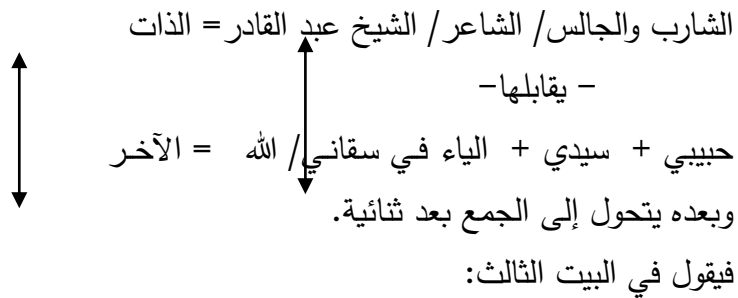 الشارب والجالس/ الشاعر/ الشيخ عبد القادر= الذات
– يقابلها–
حبيبي + سيدي + الياء في سقاني/ الله = الآخر
وبعده يتحول إلى الجمع بعد ثنائية.
فيقول في البيت الثالث: